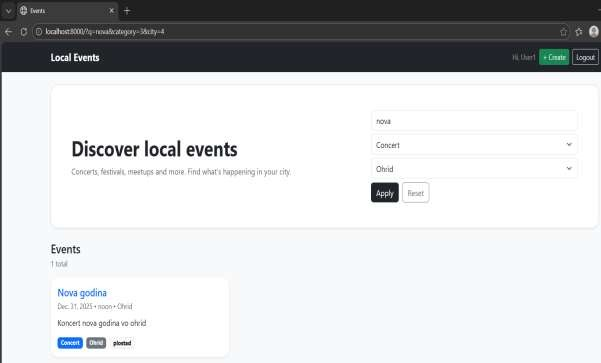 Events
localhost:8000/?q=nova&category=3&city=4
Local Events
Hi, User1
+ Create
Logout
Discover local events
Concerts, festivals, meetups and more. Find what's happening in your city.
nova
Concert
Ohrid
Apply
Reset
Events
1 total
Nova godina
Dec. 31, 2025 • noon • Ohrid
Koncert nova godina vo ohrid
Concert
Ohrid
plostad